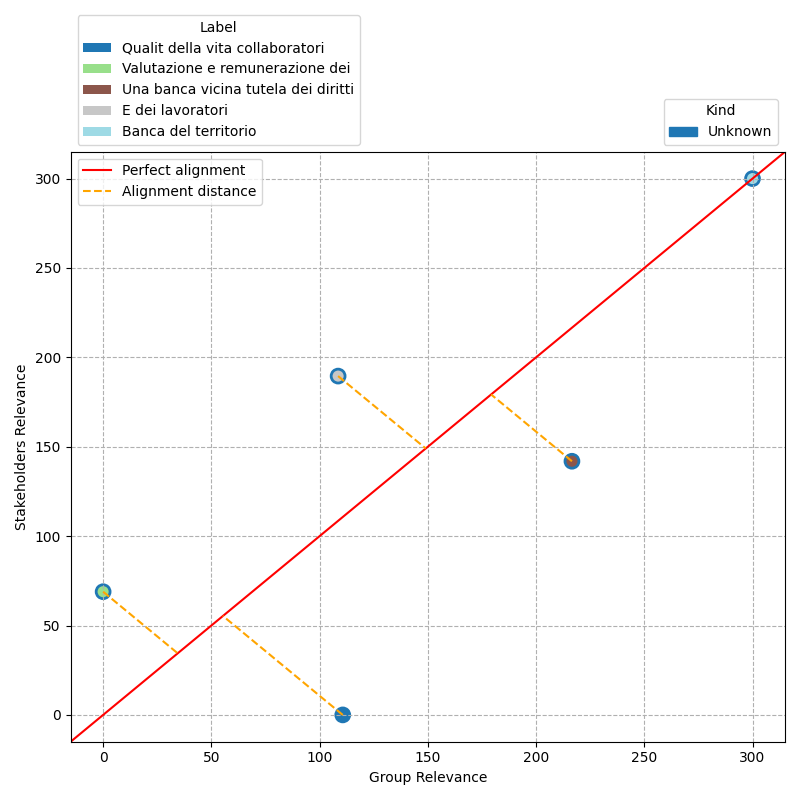 Label
Qualit della vita collaboratori
Valutazione e remunerazione dei
Una banca vicina tutela dei diritti
E dei lavoratori
Banca del territorio
Kind
Unknown
Perfect alignment
Alignment distance
300
250
200
150
100
50
0
Stakeholders Relevance
0 50 100 150 200 250 300
Group Relevance